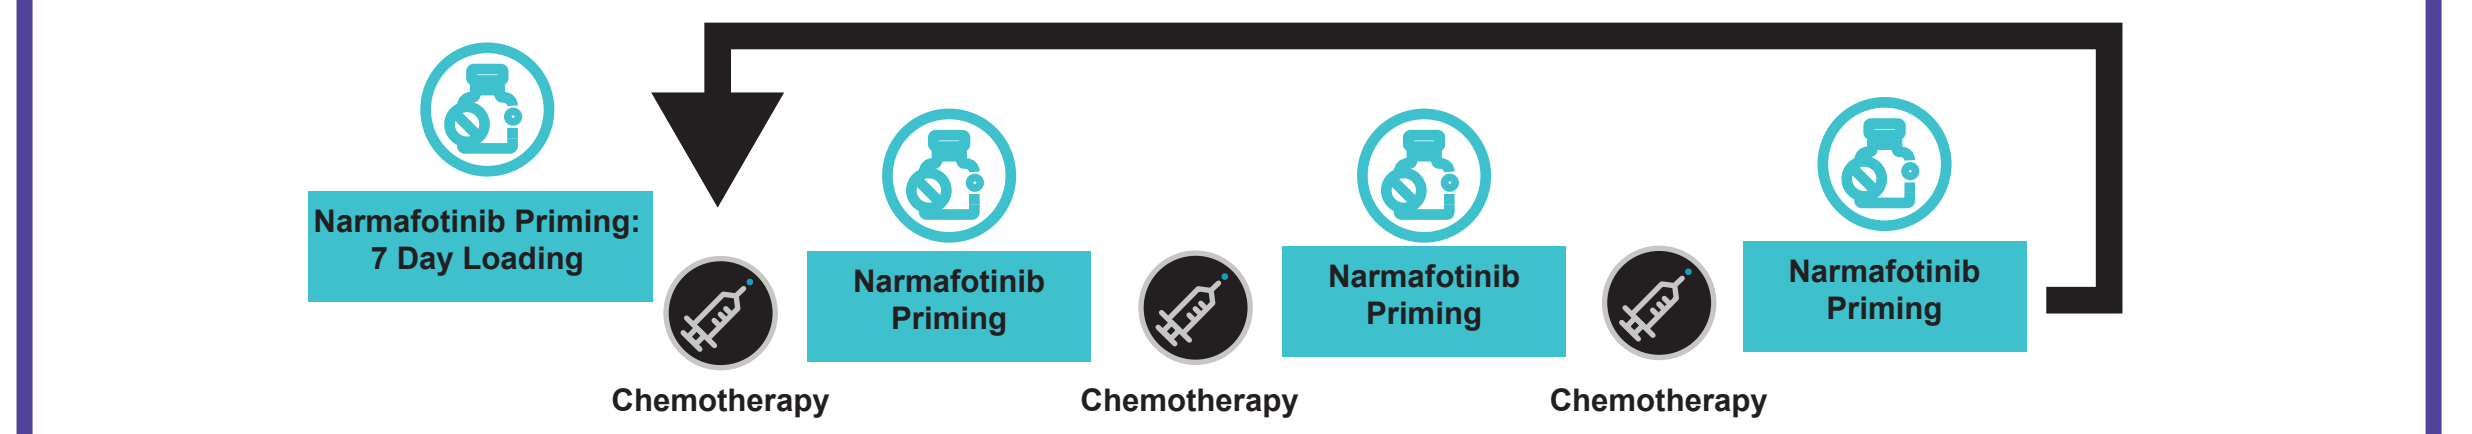 Narmafotinib Priming:
7 Day Loading
Chemotherapy
Narmafotinib
Priming
Chemotherapy
Narmafotinib
Priming
Chemotherapy
Narmafotinib
Priming